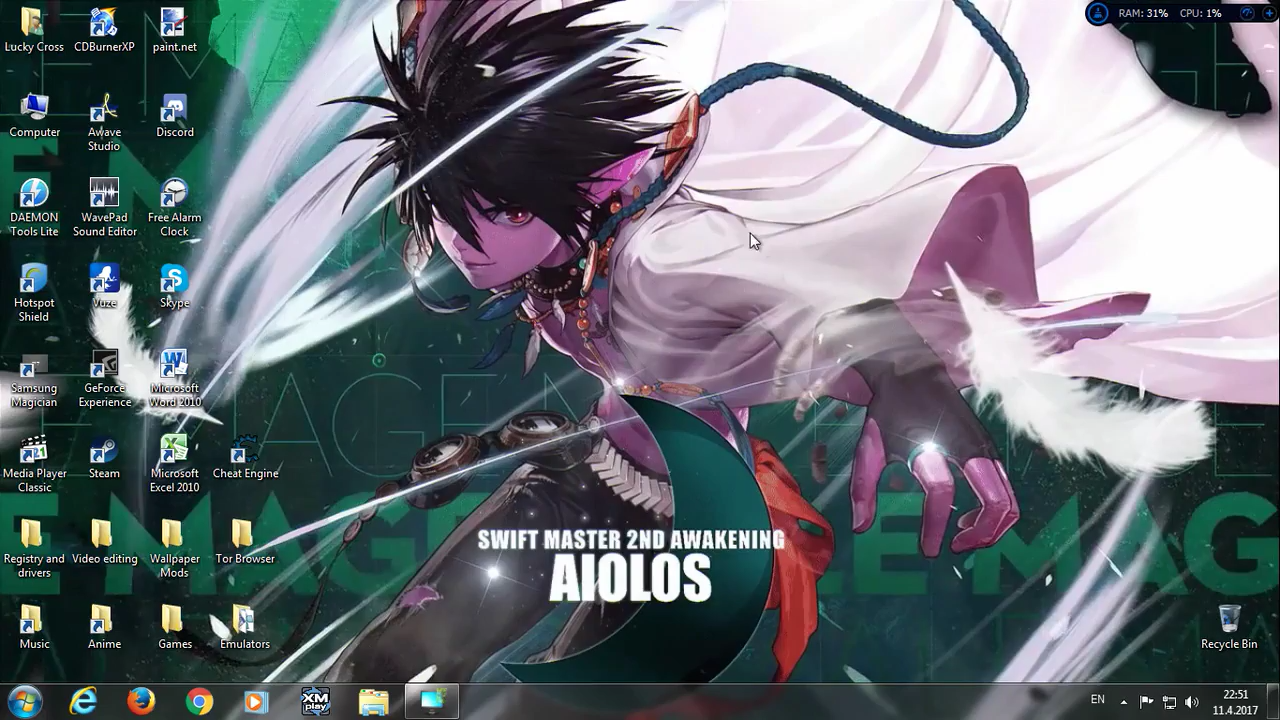 RAM: 31% CPU: 1%
Lucky Cross
CDBurnerXP
paint.net
Computer
Awave
Studio
Discord
DAEMON
Tools Lite
WavePad
Sound Editor
Free Alarm
Clock
Hotspot
Shield
Vuze
Skype
Samsung
Magician
GeForce
Experience
Microsoft
Word 2010
Media Player
Classic
Steam
Microsoft
Excel 2010
Cheat Engine
Registry and
drivers
Video editing
Wallpaper
Mods
Tor Browser
Music
Anime
Games
Emulators
SWIFT MASTER 2ND AWAKENING
AIOLOS
Recycle Bin
XM
play
EN
22:51
11.4.2017